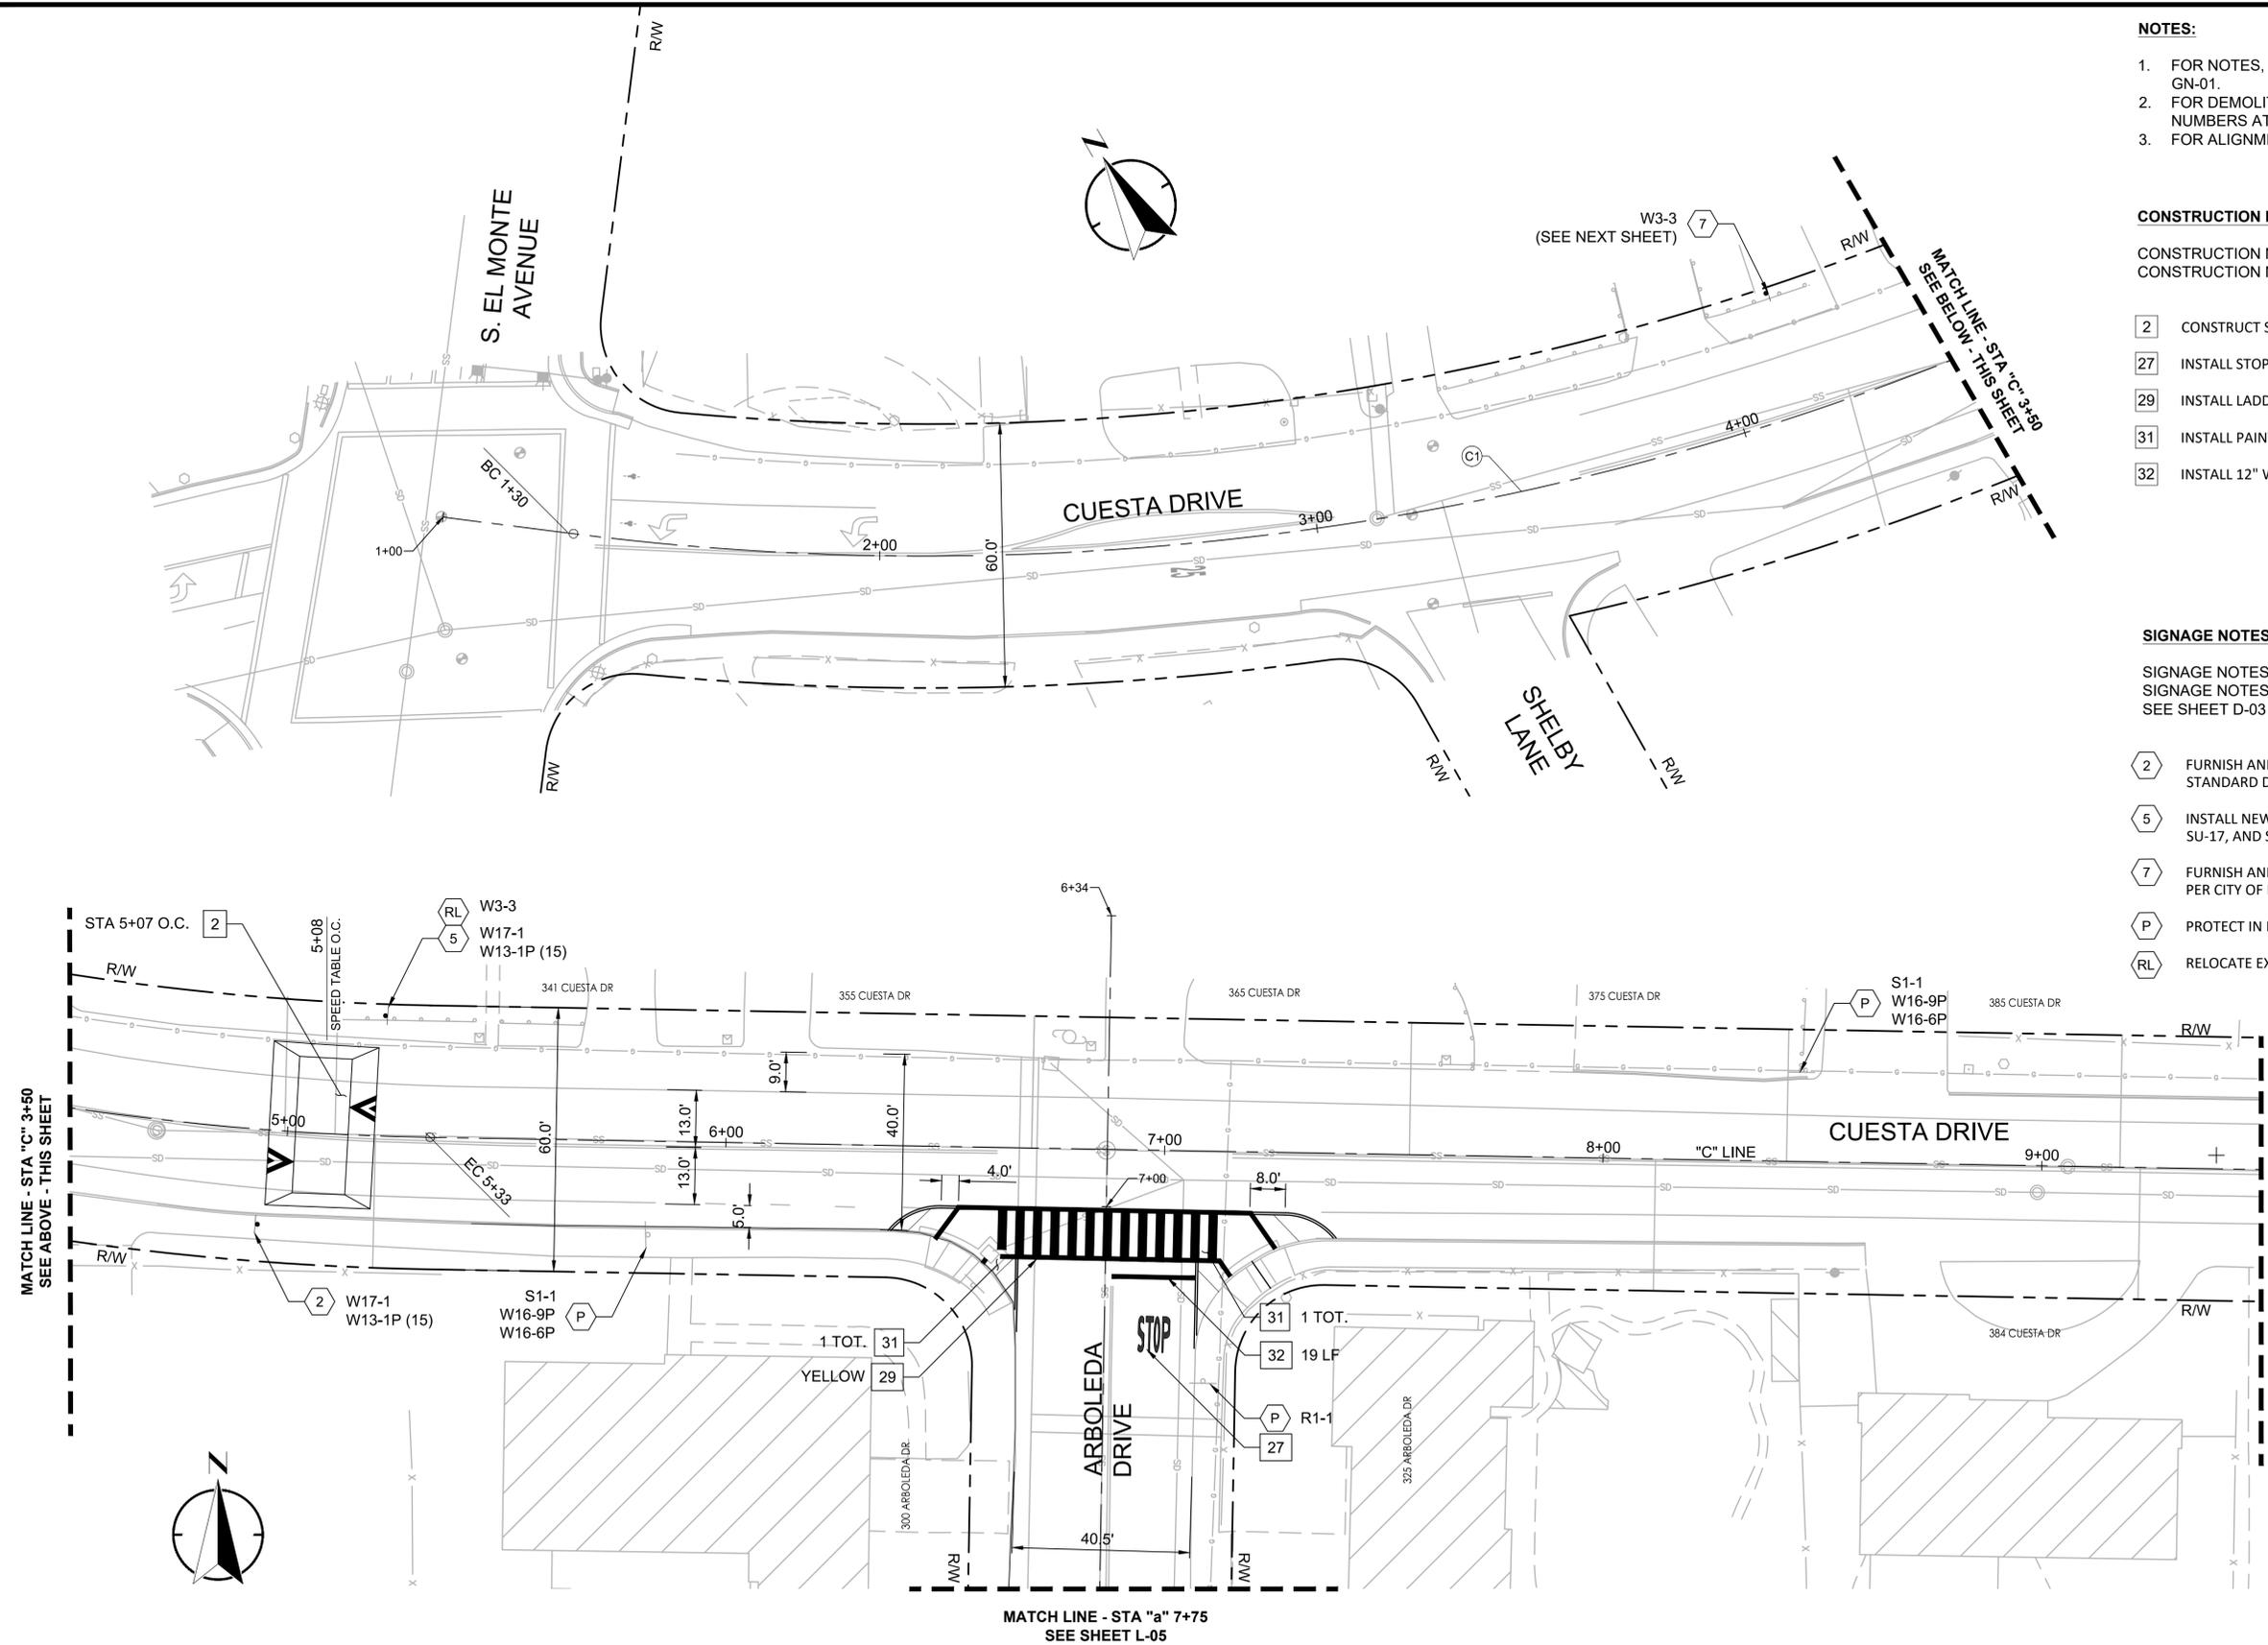 NOTES:
1. FOR NOTES,
GN-01.
2. FOR DEMOLI
NUMBERS AT
3. FOR ALIGNM
CONSTRUCTION
CONSTRUCTION
CONSTRUCTION
2 CONSTRUCT S
27 INSTALL STOP
29 INSTALL LADD
31 INSTALL PAIN
32 INSTALL 12" W
SIGNAGE NOTES
SIGNAGE NOTES
SIGNAGE NOTES
SEE SHEET D-03
2 FURNISH AN
STANDARD D
5 INSTALL NEW
SU-17, AND S
7 FURNISH AN
PER CITY OF
P PROTECT IN
RL RELOCATE EX
R/W
N
S. EL MONTE
AVENUE
W3-3
(SEE NEXT SHEET)
7
R/W
MATCH LINE - STA "C" 3+50
SEE BELOW - THIS SHEET
BC 1+30
1+00
2+00
60.0'
CUESTA DRIVE
3+00
C1
4+00
25
SS
SD
R/W
R/W
SHELBY
LANE
R/W
R/W
STA 5+07 O.C. 2
5+08
SPEED TABLE O.C.
RL W3-3
5 W17-1
W13-1P (15)
6+34
R/W
341 CUESTA DR
355 CUESTA DR
365 CUESTA DR
375 CUESTA DR
P S1-1
W16-9P
W16-6P
385 CUESTA DR
R/W
MATCH LINE - STA "C" 3+50
SEE ABOVE - THIS SHEET
5+00
60.0'
13.0'
13.0'
9.0'
40.0'
6+00
7+00
8+00
"C" LINE
CUESTA DRIVE
9+00
EC 5+33
5.0'
4.0'
7+00
8.0'
R/W
2 W17-1
W13-1P (15)
S1-1
W16-9P
W16-6P
P
1 TOT. 31
YELLOW 29
STOP
31 1 TOT.
32 19 LF
P R1-1
27
ARBOLEDA
DRIVE
300 ARBOLEDA DR
325 ARBOLEDA DR
384 CUESTA DR
R/W
N
40.5'
R/W
R/W
MATCH LINE - STA "a" 7+75
SEE SHEET L-05